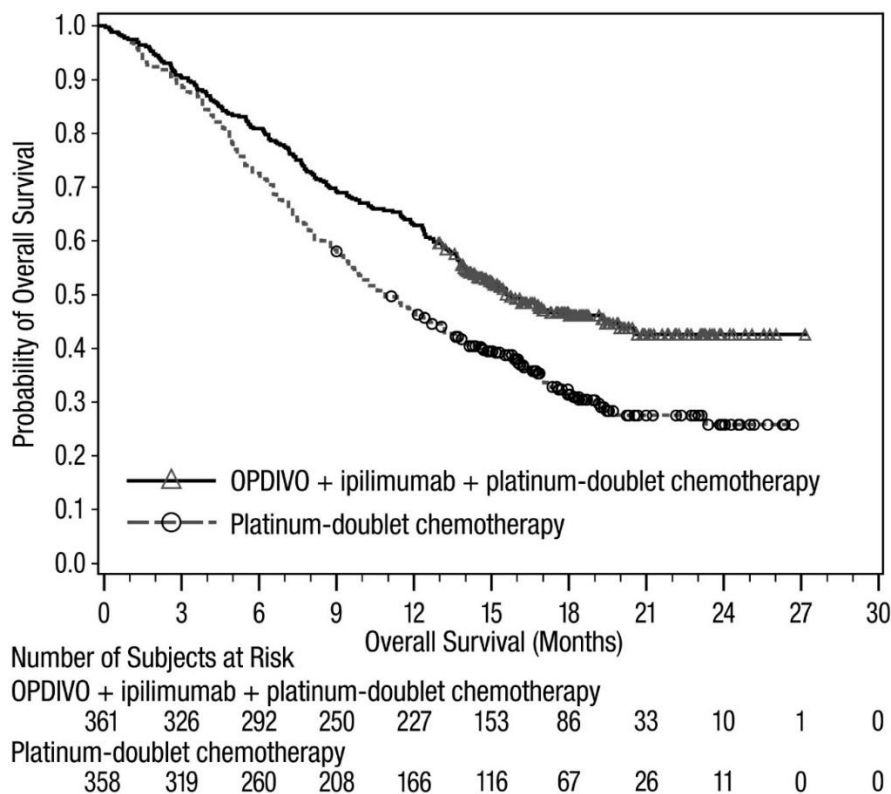 1.0
0.9
0.8
0.7
0.6
0.5
0.4
0.3
0.2
0.1
0.0
Probability of Overall Survival
OPDIVO + ipilimumab + platinum-doublet chemotherapy
Platinum-doublet chemotherapy
0 3 6 9 12 15 18 21 24 27 30
Overall Survival (Months)
Number of Subjects at Risk
OPDIVO + ipilimumab + platinum-doublet chemotherapy
361 326 292 250 227 153 86 33 10 1 0
Platinum-doublet chemotherapy
358 319 260 208 166 116 67 26 11 0 0